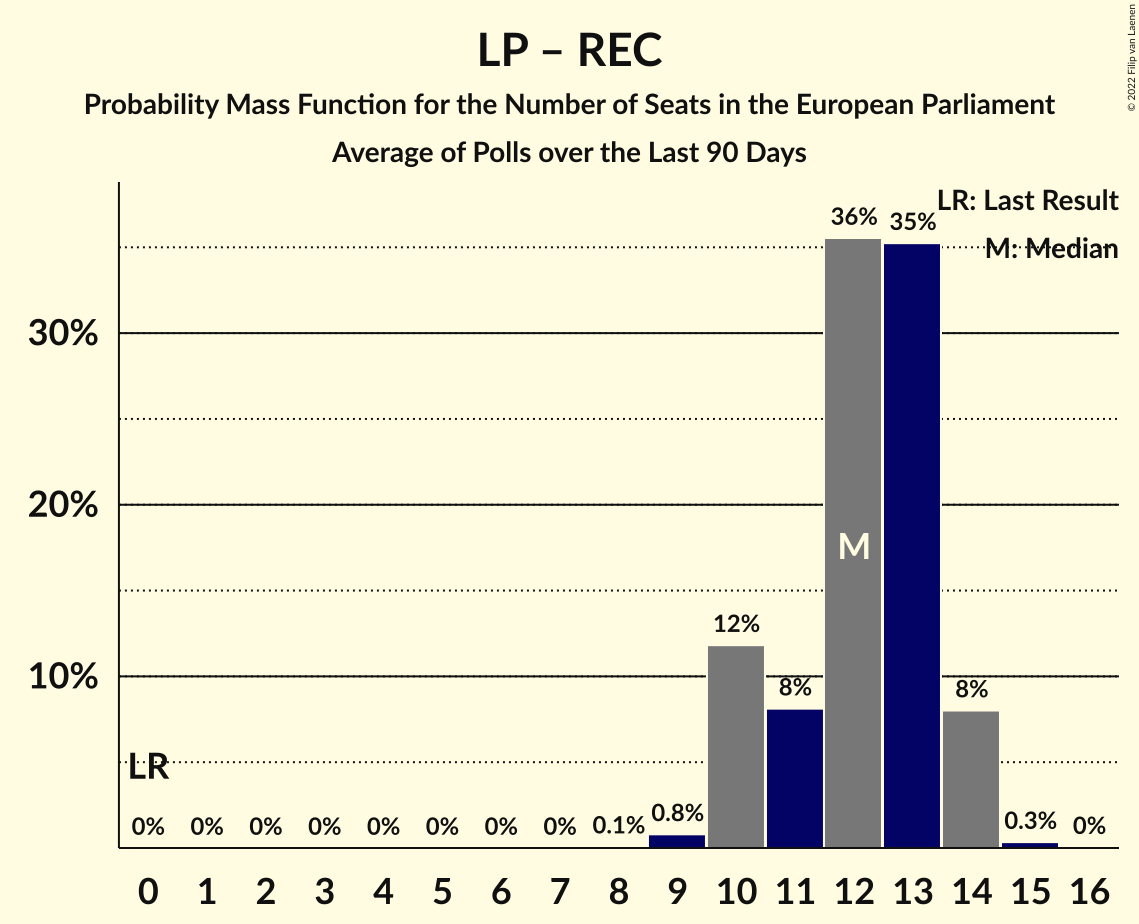 LP – REC
Probability Mass Function for the Number of Seats in the European Parliament
Average of Polls over the Last 90 Days
© 2022 Filip van Laenen
LR: Last Result
M: Median
36%
35%
30%
20%
M
12%
10%
8%
8%
LR
0%
0%
0%
0%
0%
0%
0%
0%
0.1%
0.8%
0.3%
0%
0 1 2 3 4 5 6 7 8 9 10 11 12 13 14 15 16